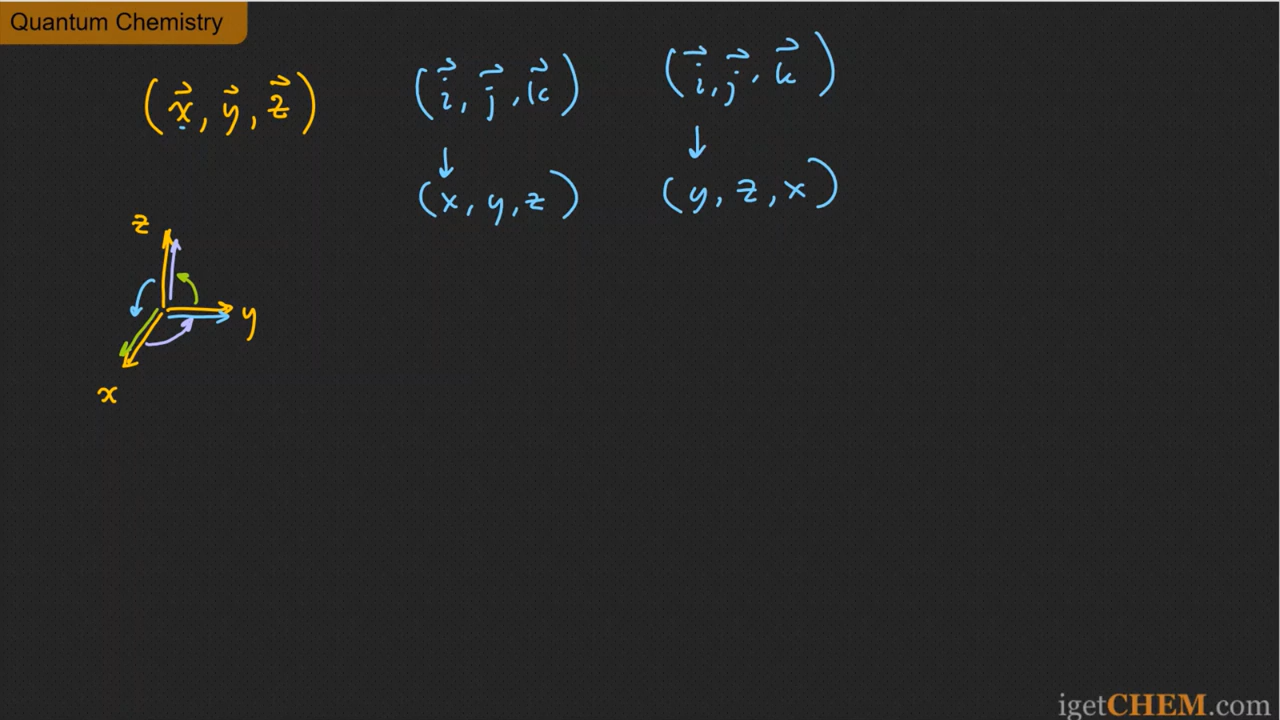 Quantum Chemistry
(x⃗, y⃗, z⃗)
(i⃗, j⃗, k⃗)
(i⃗, j⃗, k⃗)
↓
↓
(x, y, z)
(y, z, x)
z
y
x
igetCHEM.com